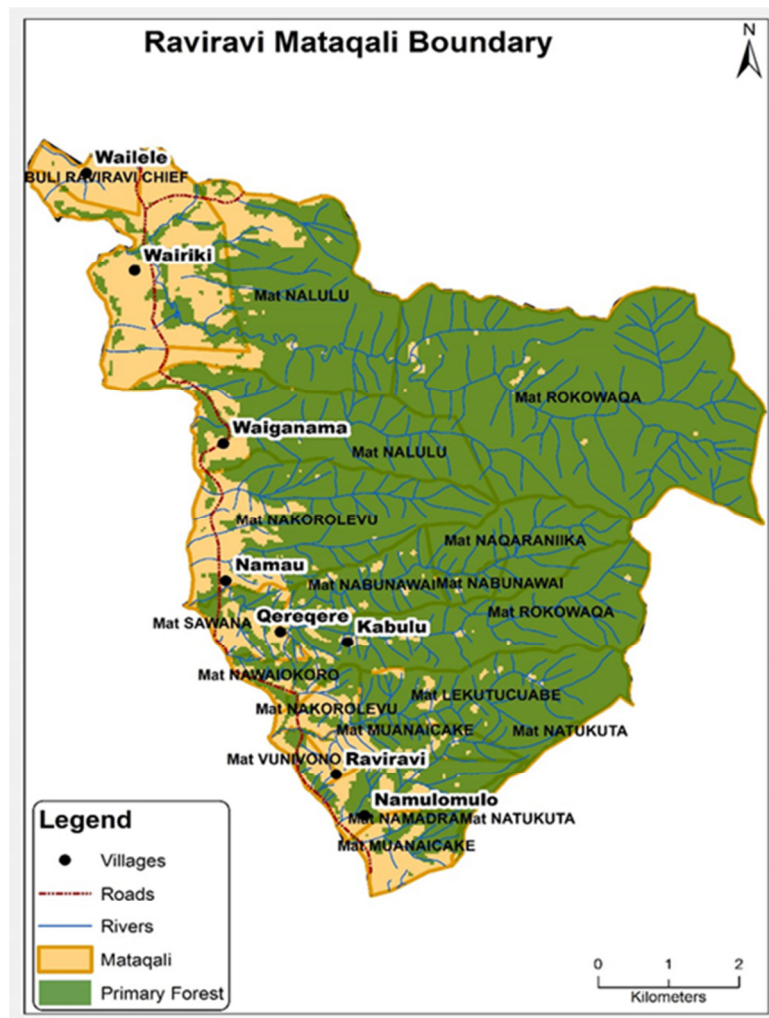 Raviravi Mataqali Boundary
N
Wailele
BULI RAVIRAVI CHIEF
Wairiki
Mat NALULU
Mat ROKOWAQA
Waiganama
Mat NALULU
Mat NAKOROLEVU
Mat NAQARANIIKA
Namau
Mat NABUNAWAI
Mat NABUNAWAI
Mat ROKOWAQA
Mat SAWANA
Qereqere
Kabulu
Mat NAWAIOKORO
Mat LEKUTUCUABE
Mat NAKOROLEVU
Mat MUANAICAKE
Mat NATUKUTA
Mat VUNIVONO
Raviravi
Namulomulo
Mat NAMADRA
Mat NATUKUTA
Mat MUANAICAKE
Legend
Villages
Roads
Rivers
Mataqali
Primary Forest
0 1 2
Kilometers